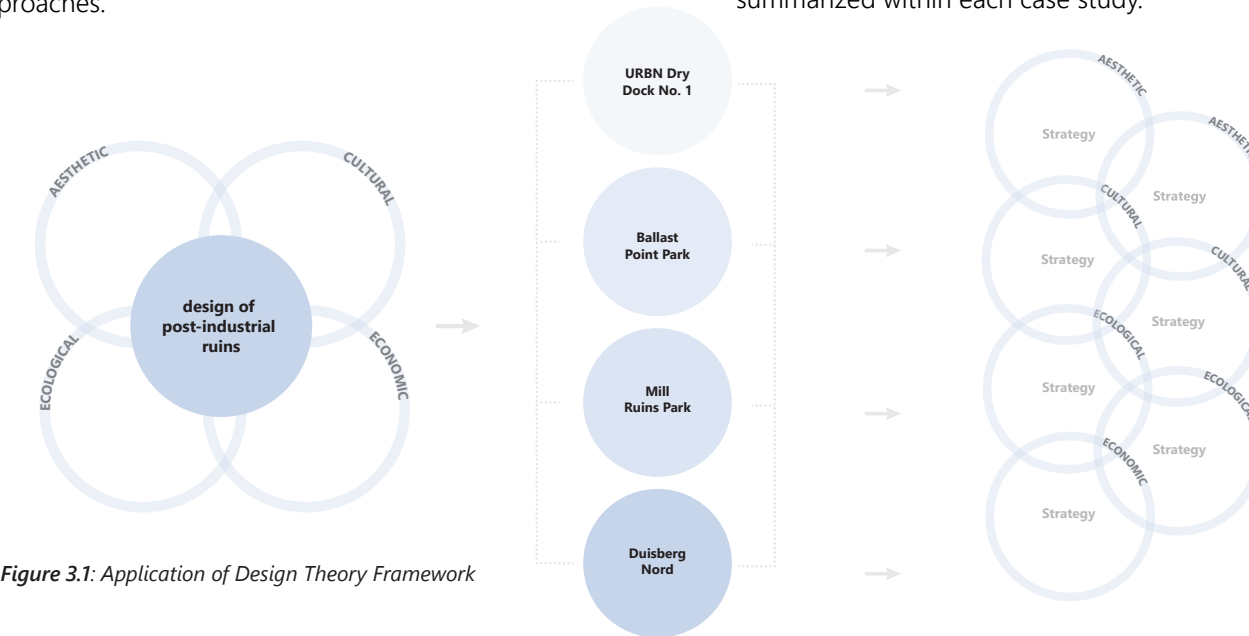 proaches.
summarized within each case study.
AESTHETIC
CULTURAL
ECOLOGICAL
ECONOMIC
design of
post-industrial
ruins
URBN Dry
Dock No. 1
Ballast
Point Park
Mill
Ruins Park
Duisberg
Nord
AESTHETIC
Strategy
AESTHETIC
Strategy
CULTURAL
Strategy
CULTURAL
Strategy
ECOLOGICAL
Strategy
ECOLOGICAL
Strategy
ECONOMIC
Strategy
Figure 3.1: Application of Design Theory Framework